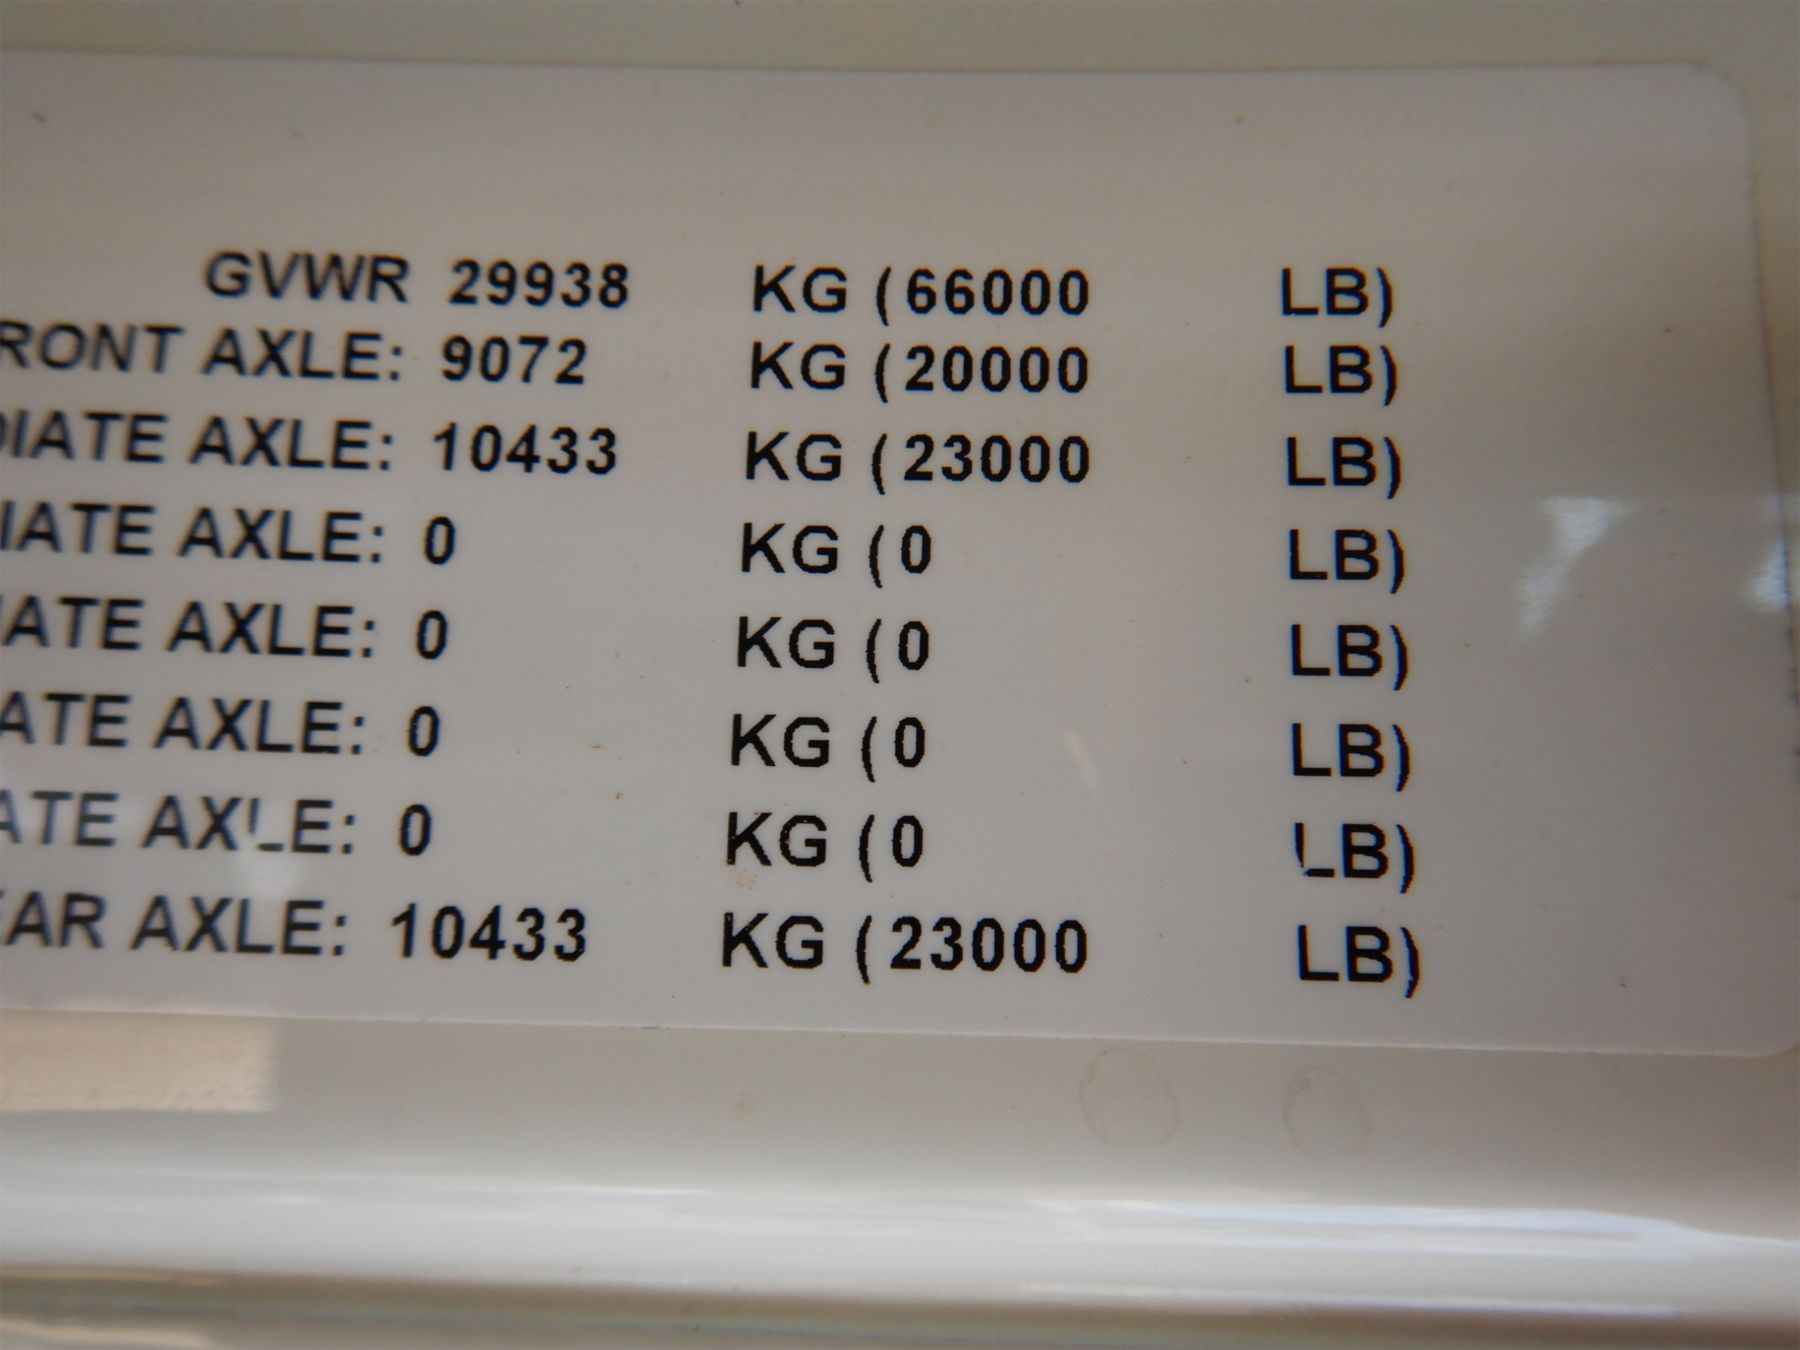 GVWR 29938 KG (66000 LB)
RONT AXLE: 9072 KG (20000 LB)
DIATE AXLE: 10433 KG (23000 LB)
IATE AXLE: 0 KG (0 LB)
IATE AXLE: 0 KG (0 LB)
ATE AXLE: 0 KG (0 LB)
ATE AXLE: 0 KG (0 LB)
EAR AXLE: 10433 KG (23000 LB)